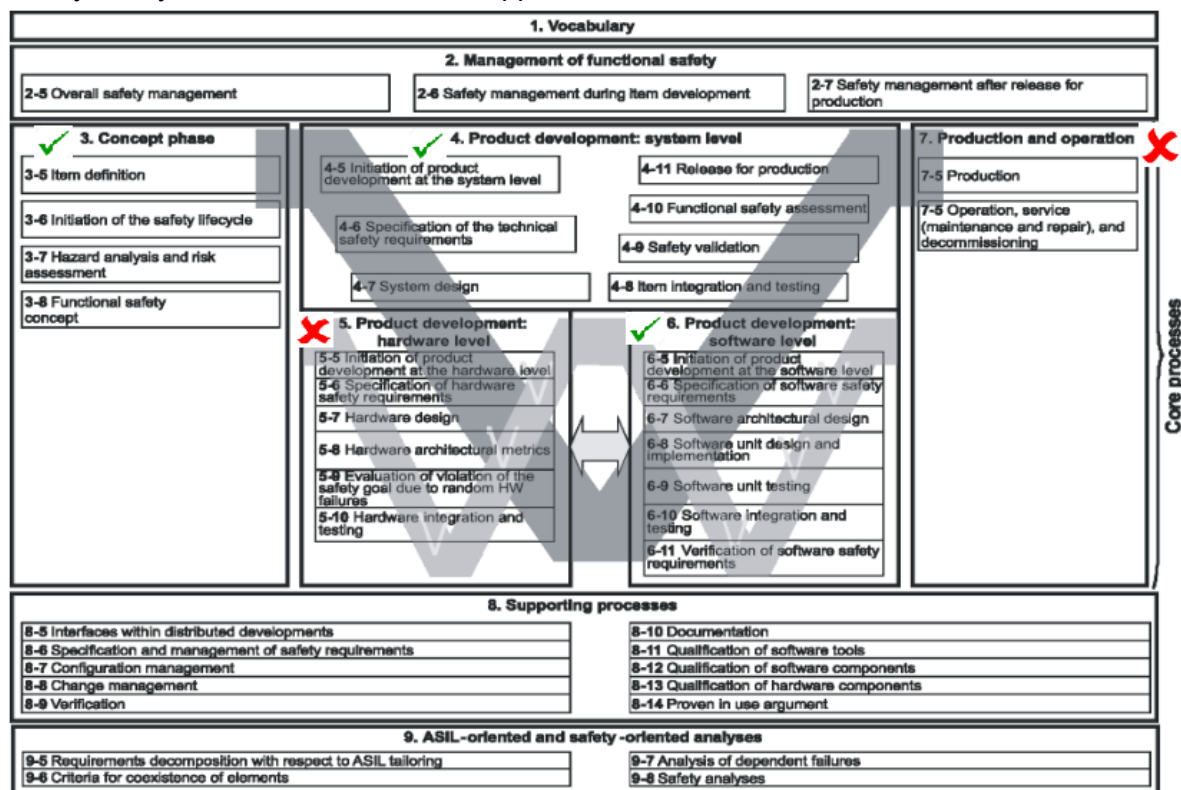 1. Vocabulary
2. Management of functional safety
2-5 Overall safety management
2-6 Safety management during item development
2-7 Safety management after release for
production
3. Concept phase
3-5 Item definition
3-6 Initiation of the safety lifecycle
3-7 Hazard analysis and risk
assessment
3-8 Functional safety
concept
4. Product development: system level
4-5 Initiation of product
development at the system level
4-6 Specification of the technical
safety requirements
4-7 System design
4-11 Release for production
4-10 Functional safety assessment
4-9 Safety validation
4-8 Item integration and testing
7. Production and operation
7-5 Production
7-5 Operation, service
(maintenance and repair), and
decommissioning
5. Product development:
hardware level
5-5 Initiation of product
development at the hardware level
5-6 Specification of hardware
safety requirements
5-7 Hardware design
5-8 Hardware architectural metrics
5-9 Evaluation of violation of the
safety goal due to random HW
failures
5-10 Hardware integration and
testing
6. Product development:
software level
6-5 Initiation of product
development at the software level
6-6 Specification of software safety
requirements
6-7 Software architectural design
6-8 Software unit design and
implementation
6-9 Software unit testing
6-10 Software integration and
testing
6-11 Verification of software safety
requirements
Core processes
8. Supporting processes
8-5 Interfaces within distributed developments
8-6 Specification and management of safety requirements
8-7 Configuration management
8-8 Change management
8-9 Verification
8-10 Documentation
8-11 Qualification of software tools
8-12 Qualification of software components
8-13 Qualification of hardware components
8-14 Proven in use argument
9. ASIL-oriented and safety-oriented analyses
9-5 Requirements decomposition with respect to ASIL tailoring
9-6 Criteria for coexistence of elements
9-7 Analysis of dependent failures
9-8 Safety analyses